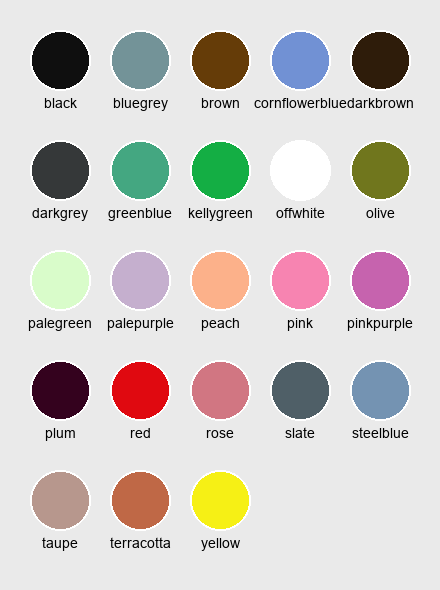 black bluegrey brown cornflowerblue darkbrown
darkgrey greenblue kellygreen offwhite olive
palegreen palepurple peach pink pinkpurple
plum red rose slate steelblue
taupe terracotta yellow